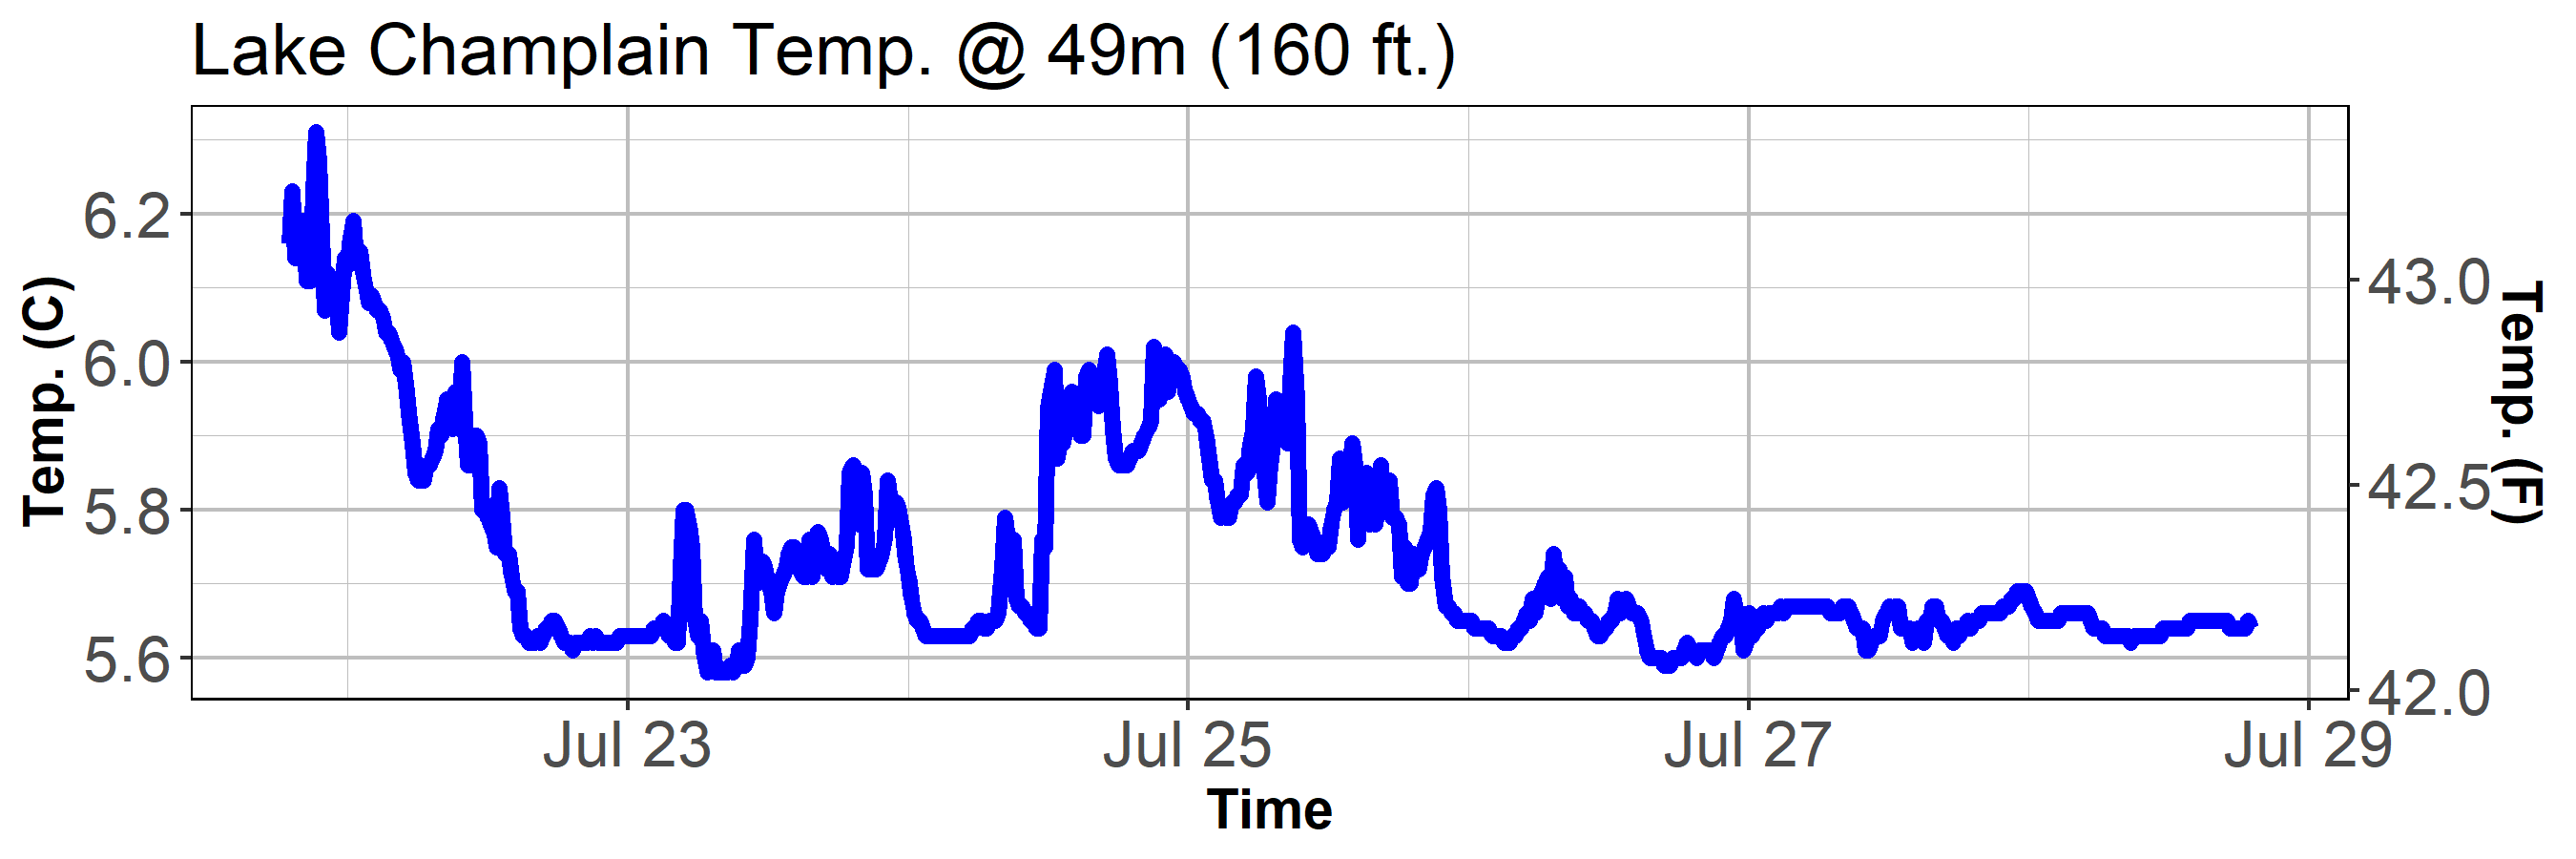 Lake Champlain Temp. @ 49m (160 ft.)
Temp. (C)
6.2
6.0
5.8
5.6
43.0
42.5
42.0
Temp. (F)
Jul 23 Jul 25 Jul 27 Jul 29
Time